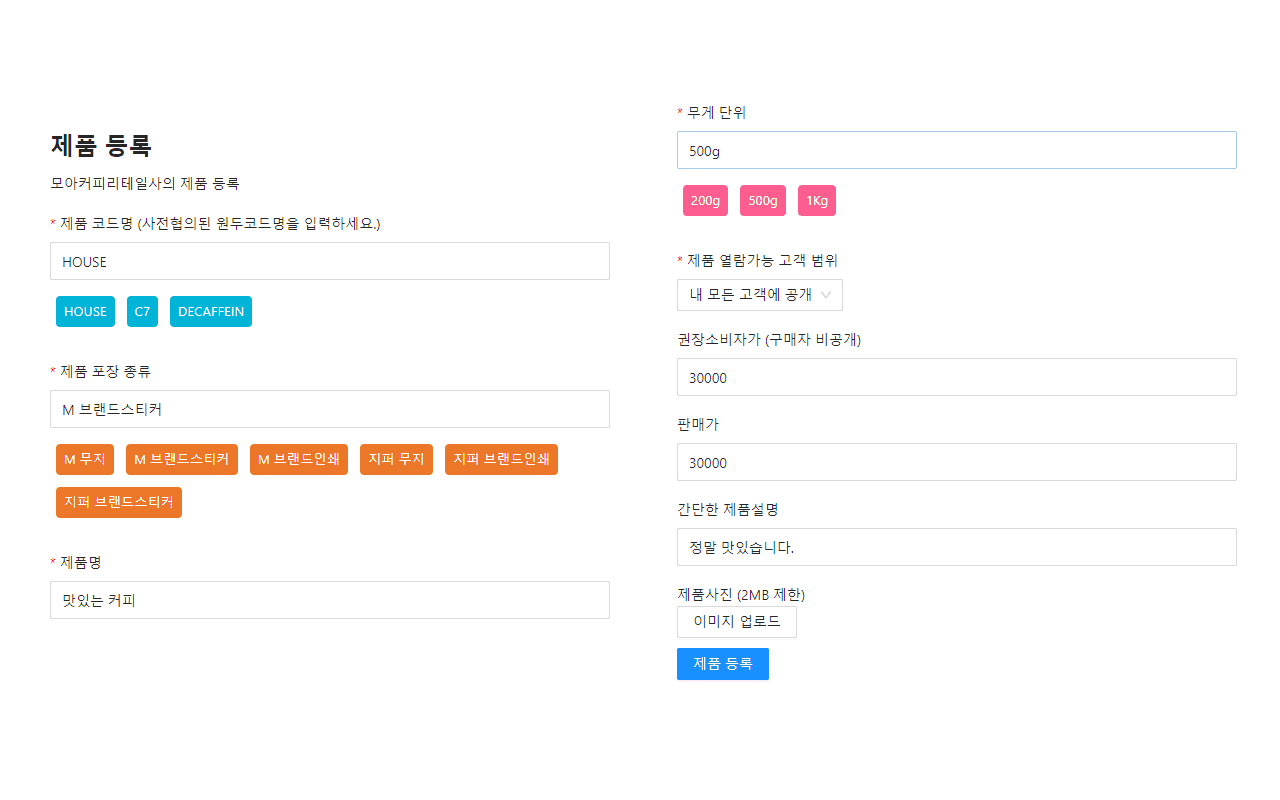 제품 등록
모아커피리테일사의 제품 등록
* 제품 코드명 (사전협의된 원두코드명을 입력하세요.)
HOUSE
HOUSE C7 DECAFFEIN
* 제품 포장 종류
M 브랜드스티커
M 무지 M 브랜드스티커 M 브랜드인쇄 지퍼 무지 지퍼 브랜드인쇄
지퍼 브랜드스티커
* 제품명
맛있는 커피
* 무게 단위
500g
200g 500g 1Kg
* 제품 열람가능 고객 범위
내 모든 고객에 공개
권장소비자가 (구매자 비공개)
30000
판매가
30000
간단한 제품설명
정말 맛있습니다.
제품사진 (2MB 제한)
이미지 업로드
제품 등록